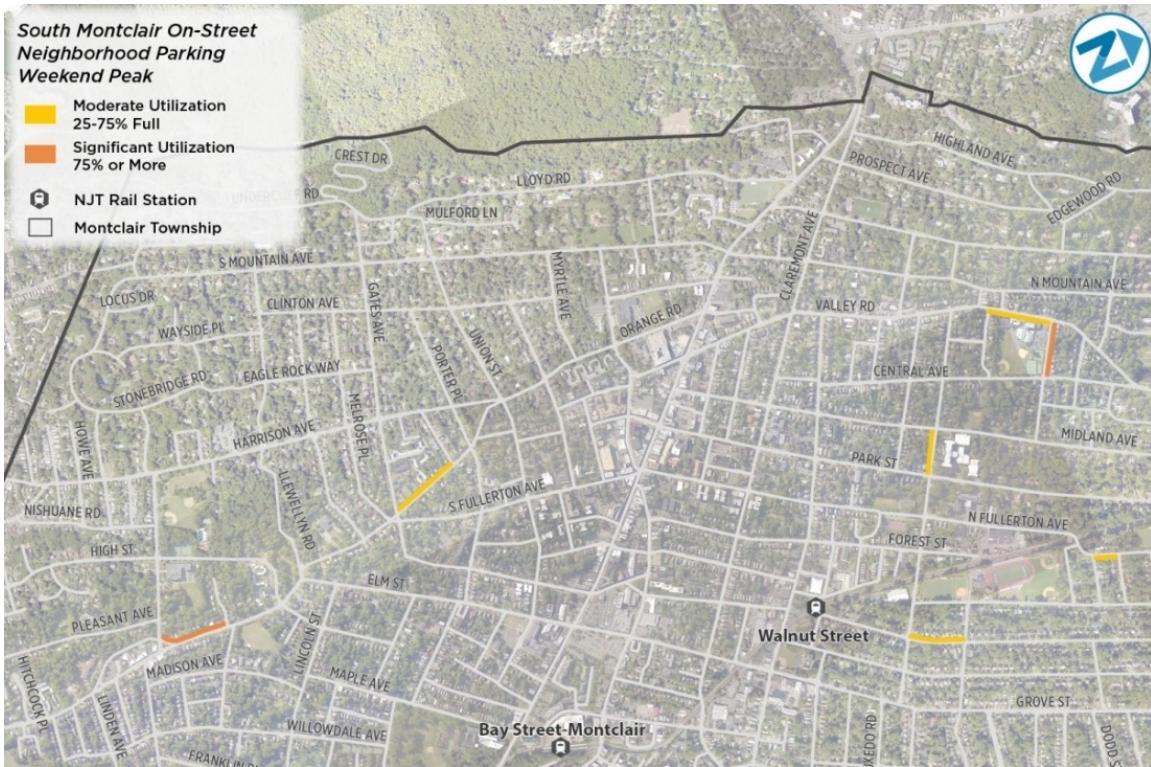 South Montclair On-Street
Neighborhood Parking
Weekend Peak
Moderate Utilization
25-75% Full
Significant Utilization
75% or More
NJT Rail Station
Montclair Township
CREST DR
LLOYD RD
MULFORD LN
HIGHLAND AVE
PROSPECT AVE
EDGEWOOD RD
S MOUNTAIN AVE
N MOUNTAIN AVE
LOCUS DR
CLINTON AVE
GATES AVE
MYRTLE AVE
CLAREMONT AVE
VALLEY RD
ORANGE RD
WAYSIDE PL
UNION ST
PORTER PL
STONEBRIDGE RD
EAGLE ROCK WAY
CENTRAL AVE
MELROSE PL
HOWE AVE
HARRISON AVE
MIDLAND AVE
PARK ST
LLEWELLYN RD
S FULLERTON AVE
NISHUANE RD
N FULLERTON AVE
HIGH ST
FOREST ST
ELM ST
PLEASANT AVE
LINCOLN ST
Walnut Street
HITCHCOCK PL
MADISON AVE
MAPLE AVE
LINDEN AVE
GROVE ST
WILLOWDALE AVE
Bay Street-Montclair
DODD S